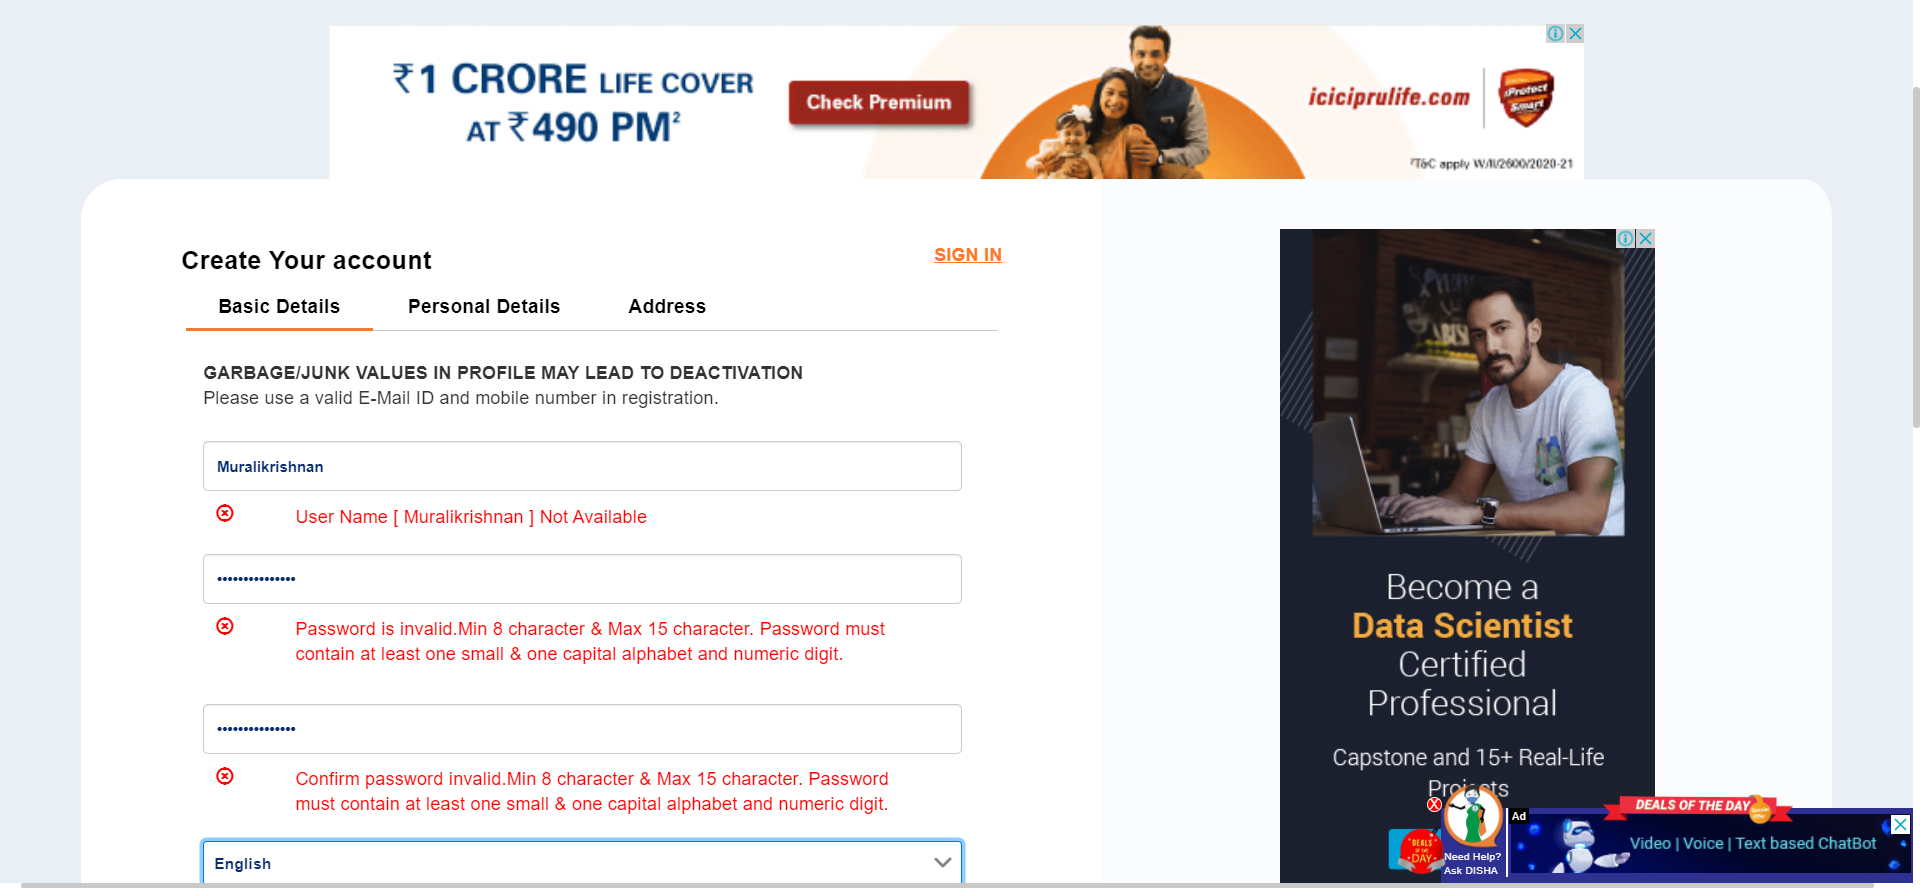 ₹1 CRORE LIFE COVER
AT ₹490 PM²
Check Premium
iciciprulife.com
iProtect
Smart
T&C apply W/II/2600/2020-21
Create Your account
SIGN IN
Basic Details
Personal Details
Address
GARBAGE/JUNK VALUES IN PROFILE MAY LEAD TO DEACTIVATION
Please use a valid E-Mail ID and mobile number in registration.
Muralikrishnan
User Name [ Muralikrishnan ] Not Available
•••••••••••••••
Password is invalid.Min 8 character & Max 15 character. Password must
contain at least one small & one capital alphabet and numeric digit.
•••••••••••••••
Confirm password invalid.Min 8 character & Max 15 character. Password
must contain at least one small & one capital alphabet and numeric digit.
English
Become a
Data Scientist
Certified
Professional
Capstone and 15+ Real-Life
Projects
DEALS
OF THE
DAY
Need Help?
Ask DISHA
Ad
DEALS OF THE DAY
Video | Voice | Text based ChatBot